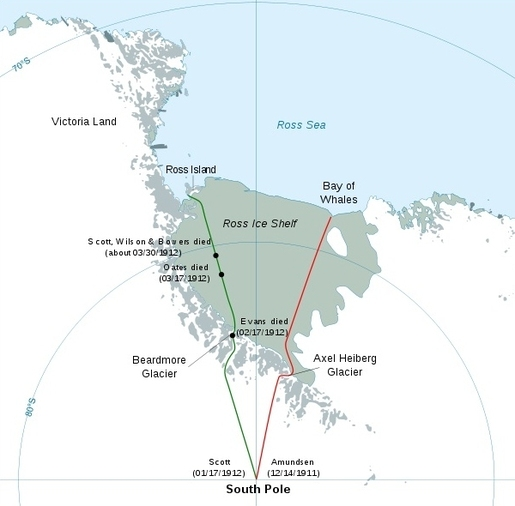 70°S
Victoria Land
Ross Sea
Ross Island
Bay of
Whales
Ross Ice Shelf
Scott, Wilson & Bowers died
(about 03/30/1912)
Oates died
(03/17/1912)
Evans died
(02/17/1912)
Beardmore
Glacier
Axel Heiberg
Glacier
80°S
Scott
(01/17/1912)
Amundsen
(12/14/1911)
South Pole